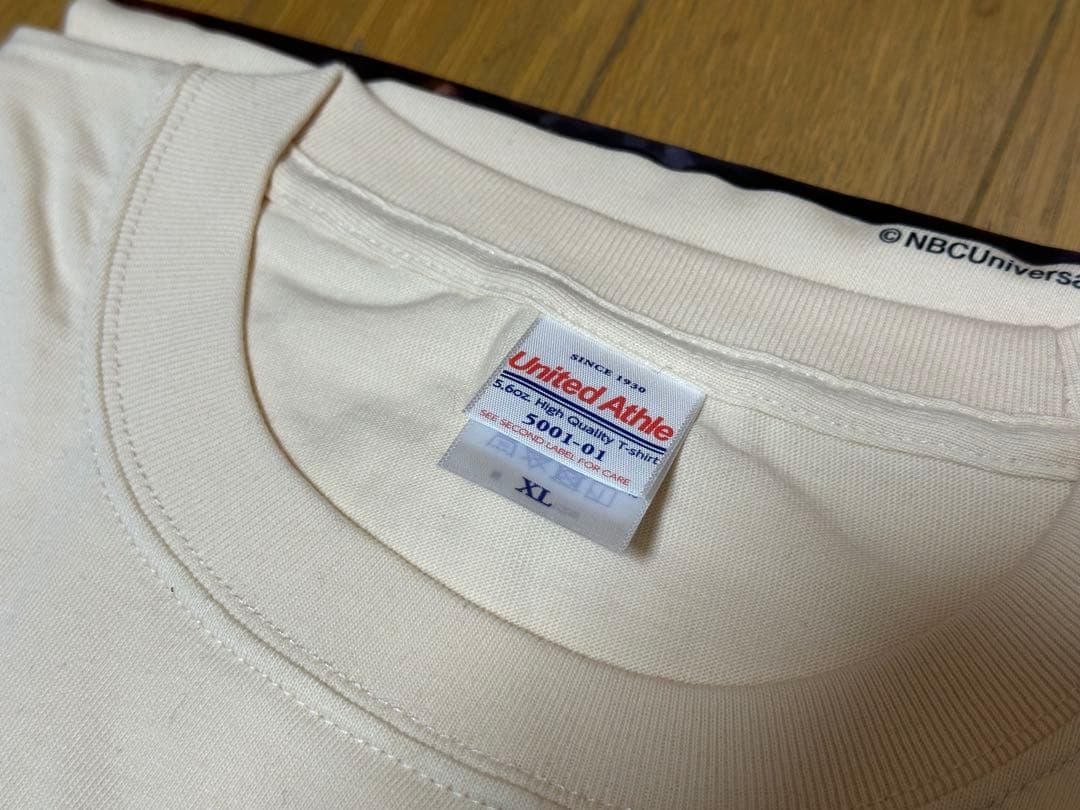 © NBCUniversa
SINCE 1930
United Athle
5.6oz. High Quality T-shirt
5001-01
SEE SECOND LABEL FOR CARE
XL